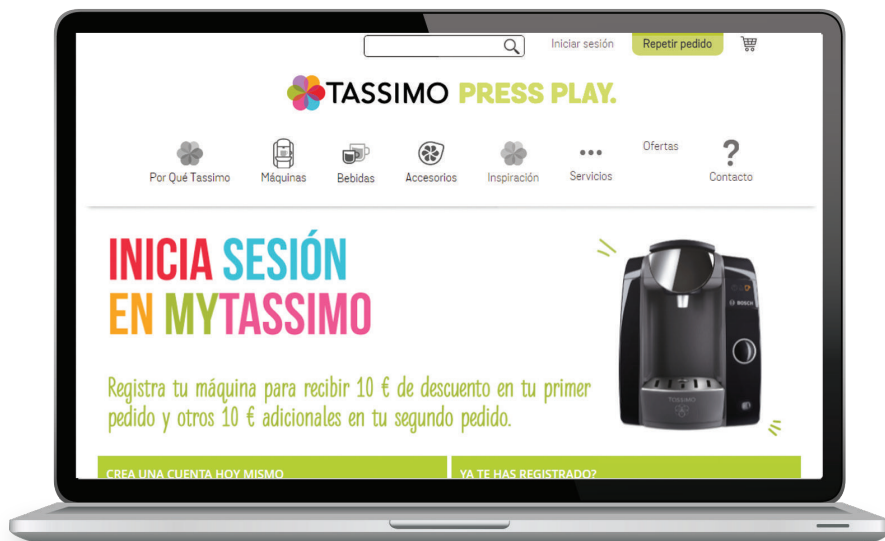 Iniciar sesión
Repetir pedido
TASSIMO PRESS PLAY.
Por Qué Tassimo
Máquinas
Bebidas
Accesorios
Inspiración
Servicios
Ofertas
Contacto
INICIA SESIÓN
EN MYTASSIMO
BOSCH
TASSIMO
Registra tu máquina para recibir 10 € de descuento en tu primer
pedido y otros 10 € adicionales en tu segundo pedido.
CREA UNA CUENTA HOY MISMO
YA TE HAS REGISTRADO?